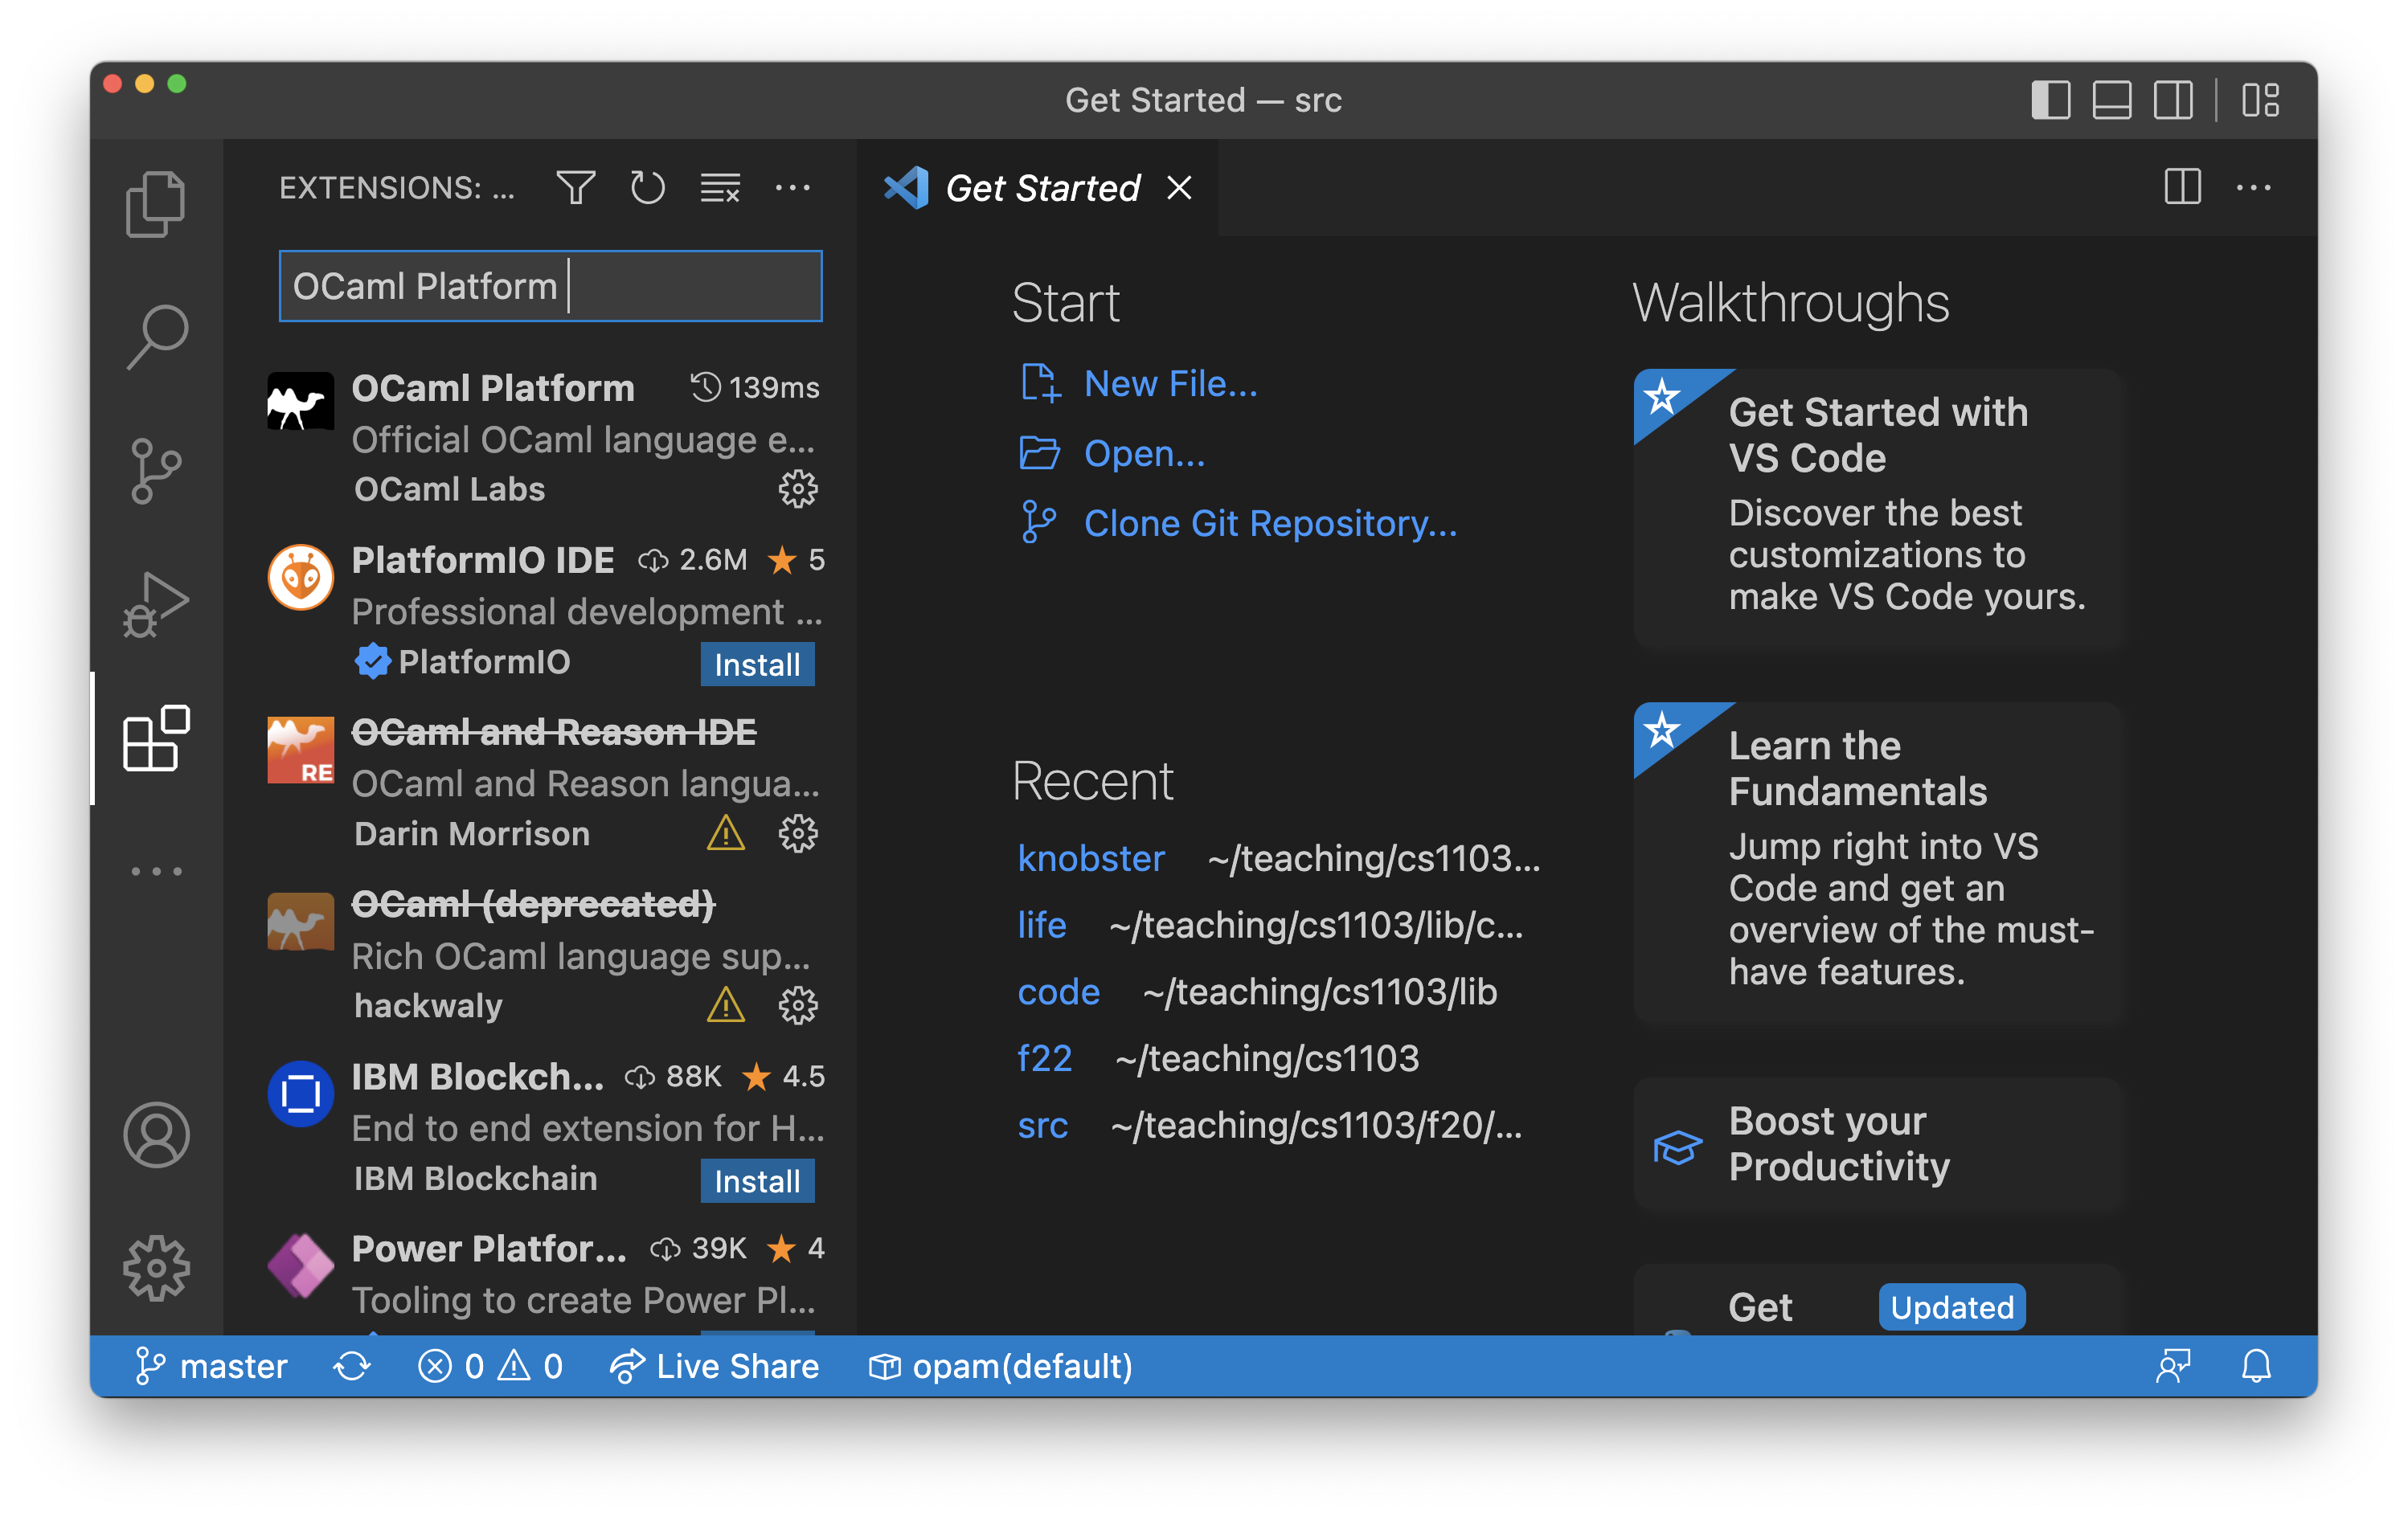 Get Started — src
EXTENSIONS: ...
OCaml Platform
OCaml Platform 139ms
Official OCaml language e...
OCaml Labs
PlatformIO IDE 2.6M ★ 5
Professional development ...
PlatformIO Install
OCaml and Reason IDE
RE
OCaml and Reason langua...
Darin Morrison
OCaml (deprecated)
Rich OCaml language sup...
hackwaly
IBM Blockch... 88K ★ 4.5
End to end extension for H...
IBM Blockchain Install
Power Platfor... 39K ★ 4
Tooling to create Power Pl...
Get Started
Start
New File...
Open...
Clone Git Repository...
Recent
knobster ~/teaching/cs1103...
life ~/teaching/cs1103/lib/c...
code ~/teaching/cs1103/lib
f22 ~/teaching/cs1103
src ~/teaching/cs1103/f20/...
Walkthroughs
Get Started with
VS Code
Discover the best
customizations to
make VS Code yours.
Learn the
Fundamentals
Jump right into VS
Code and get an
overview of the must-
have features.
Boost your
Productivity
Get Updated
master 0 0 Live Share opam(default)